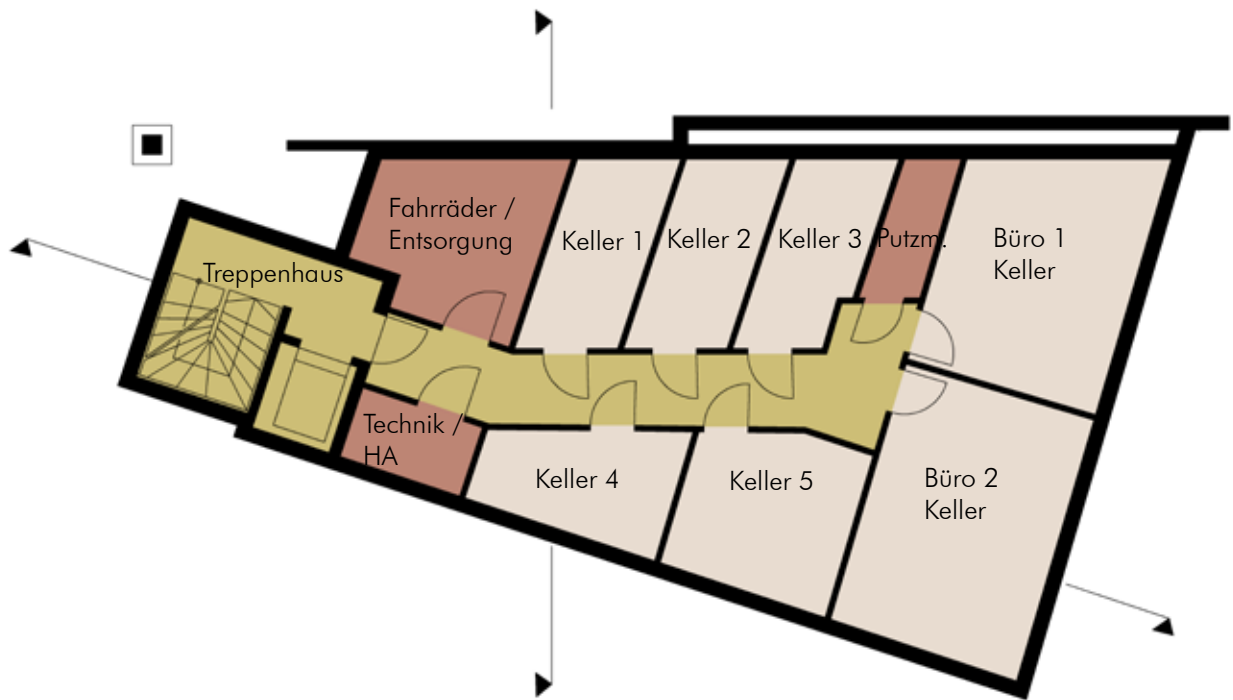 Fahrräder /
Entsorgung
Keller 1
Keller 2
Keller 3
Putzm.
Büro 1
Keller
Treppenhaus
Technik /
HA
Keller 4
Keller 5
Büro 2
Keller